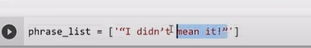 phrase_list = ['“I didn’t mean it!”']